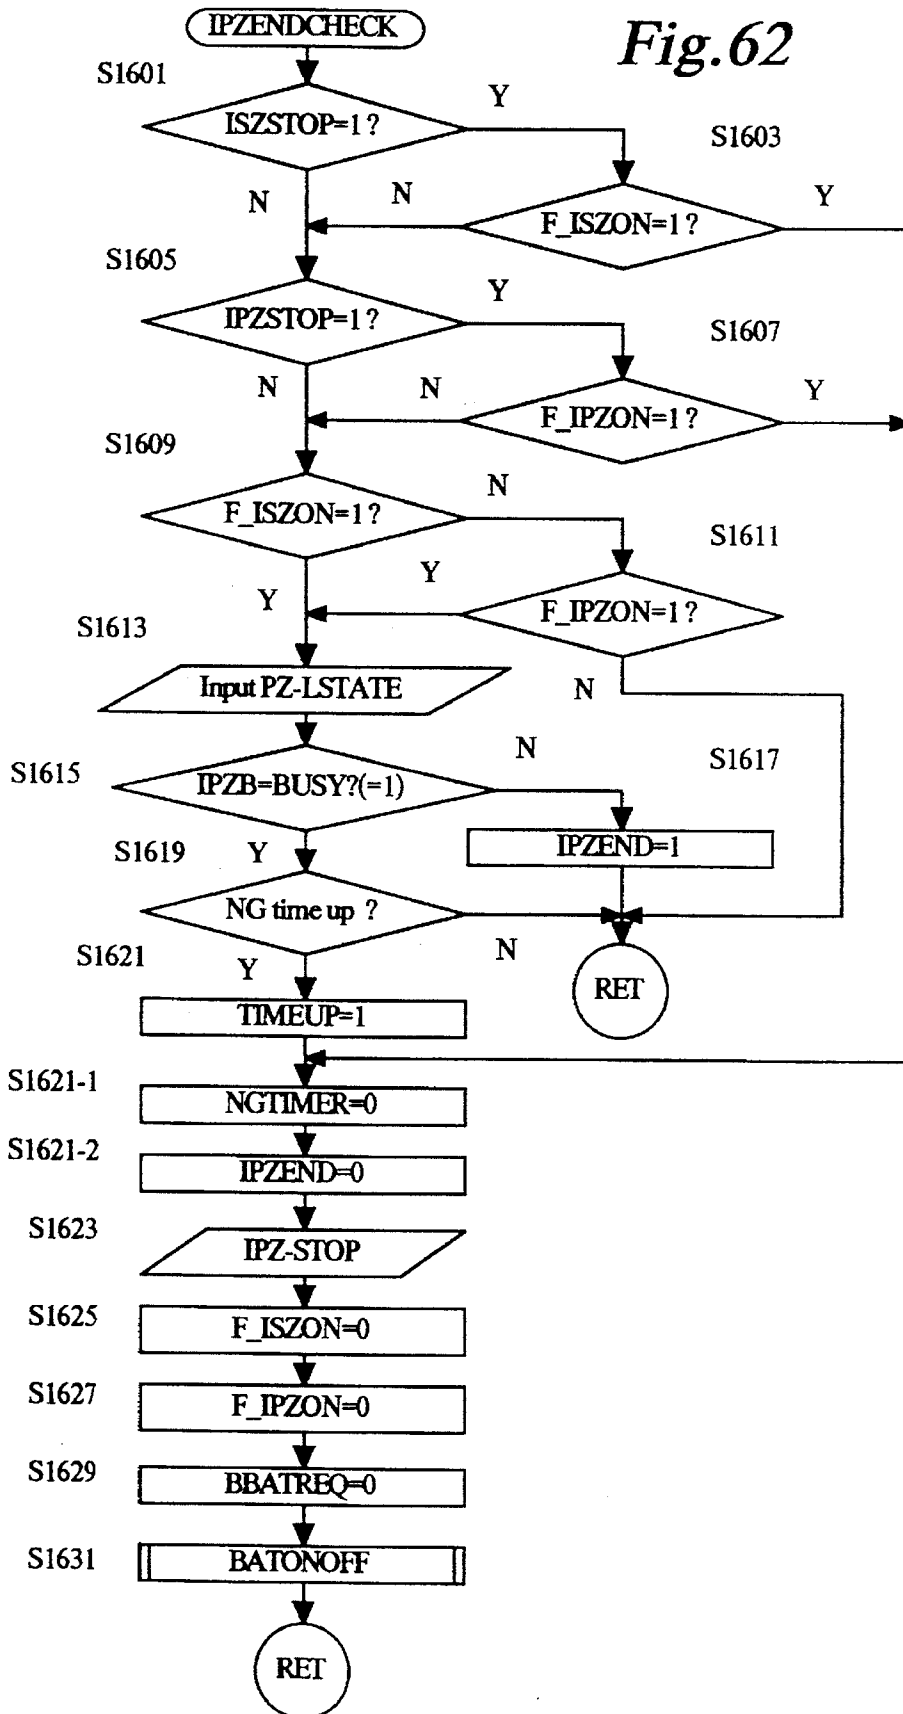 IPZENDCHECK
Fig.62
S1601
ISZSTOP=1?
Y
S1603
N
N
F_ISZON=1?
Y
S1605
IPZSTOP=1?
Y
S1607
N
N
F_IPZON=1?
Y
S1609
F_ISZON=1?
N
S1611
Y
Y
F_IPZON=1?
S1613
Input PZ-LSTATE
N
S1615
IPZB=BUSY?(=1)
N
S1617
IPZEND=1
S1619
Y
NG time up ?
N
S1621
Y
RET
TIMEUP=1
S1621-1
NGTIMER=0
S1621-2
IPZEND=0
S1623
IPZ-STOP
S1625
F_ISZON=0
S1627
F_IPZON=0
S1629
BBATREQ=0
S1631
BATONOFF
RET